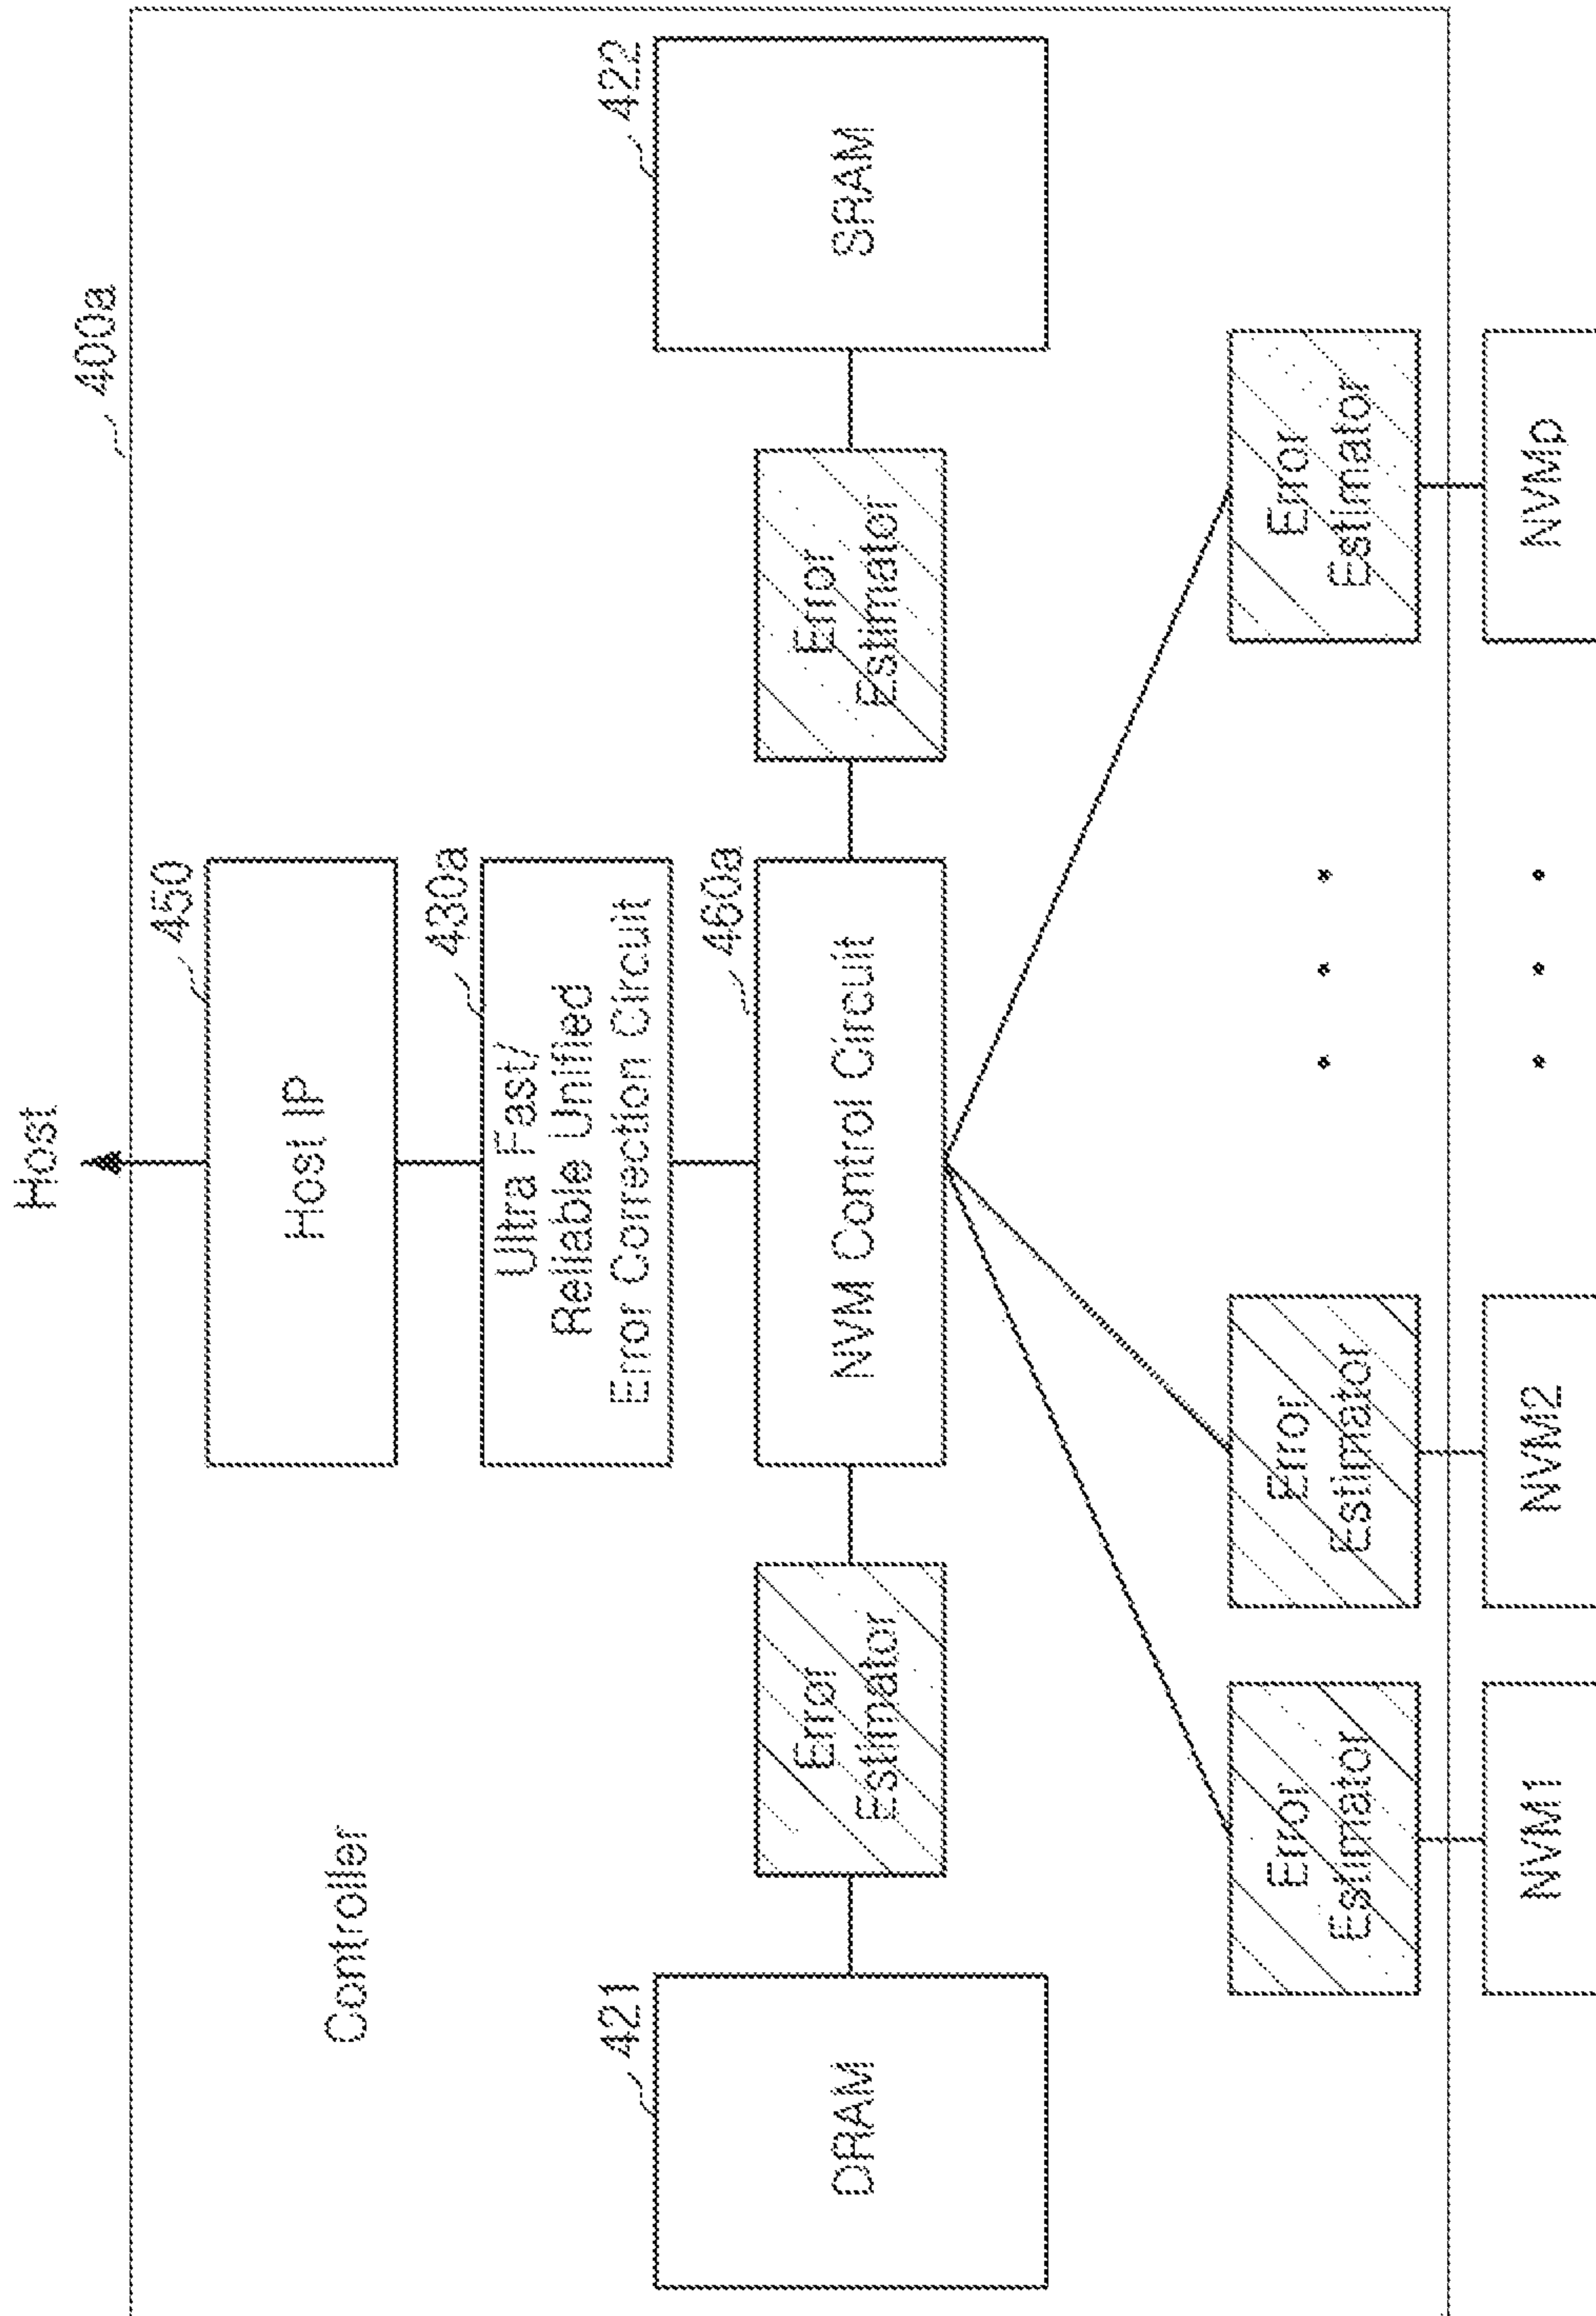 Host
400a
Controller
450
Host IP
430a
Ultra Fast/
Reliable Unified
Error Correction Circuit
421
DRAM
Error
Estimator
460a
NVM Control Circuit
Error
Estimator
422
SRAM
Error
Estimator
Error
Estimator
Error
Estimator
NVM1
NVM2
NVMp